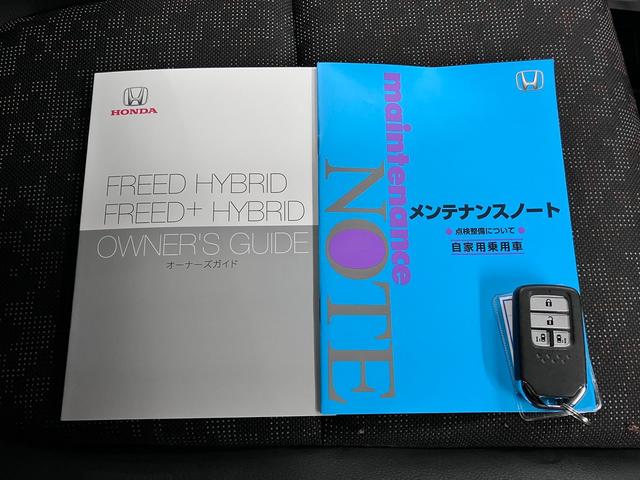 HONDA
FREED HYBRID
FREED+ HYBRID
OWNER'S GUIDE
オーナーズガイド
maintenance
NOTE
メンテナンスノート
●点検整備について●
自家用乗用車